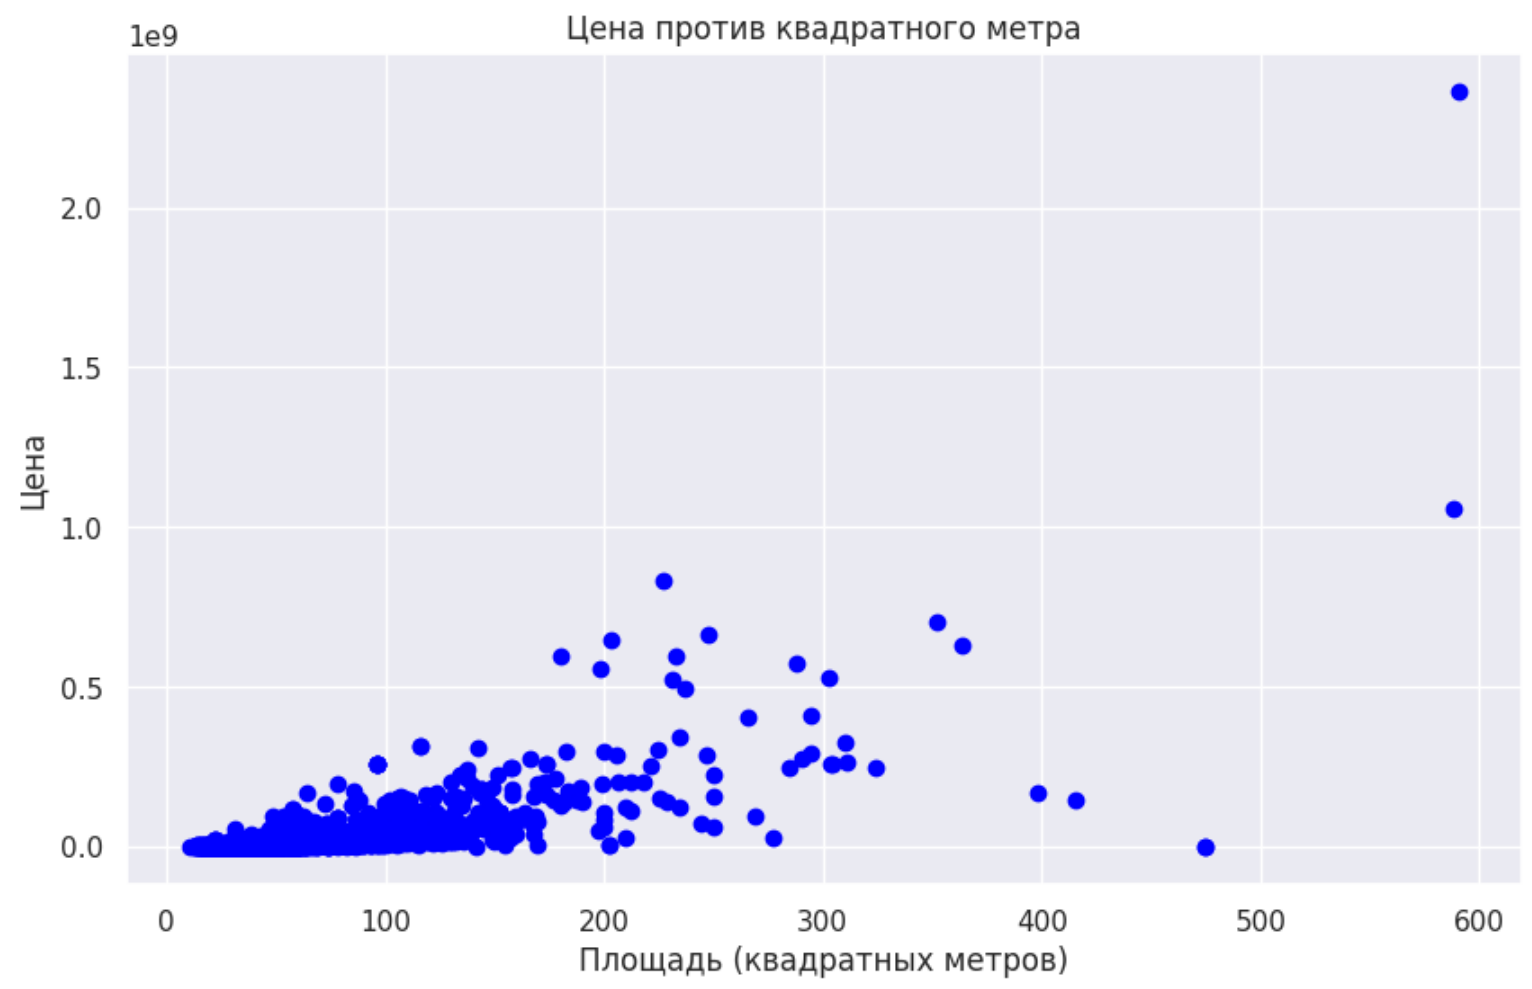 Цена против квадратного метра
1e9
2.0
1.5
1.0
0.5
0.0
Цена
0 100 200 300 400 500 600
Площадь (квадратных метров)